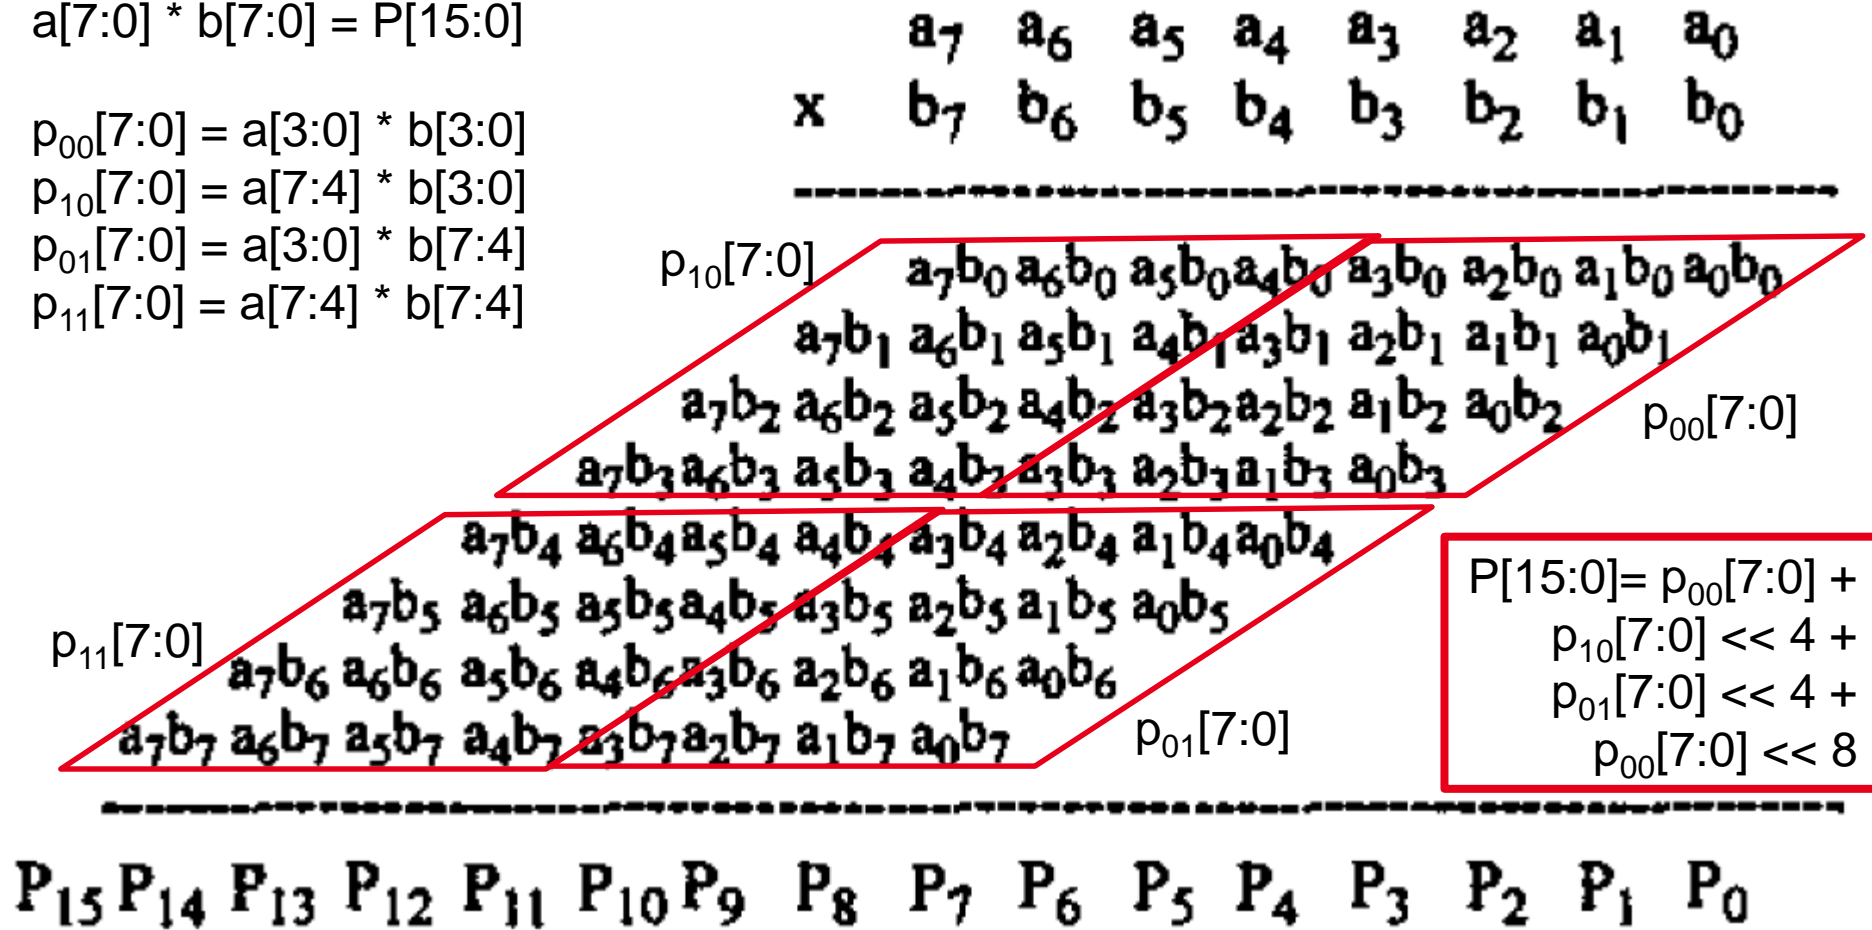 a[7:0] * b[7:0] = P[15:0]
p₀₀[7:0] = a[3:0] * b[3:0]
p₁₀[7:0] = a[7:4] * b[3:0]
p₀₁[7:0] = a[3:0] * b[7:4]
p₁₁[7:0] = a[7:4] * b[7:4]
a₇ a₆ a₅ a₄ a₃ a₂ a₁ a₀
x b₇ b₆ b₅ b₄ b₃ b₂ b₁ b₀
p₁₀[7:0]
a₇b₀ a₆b₀ a₅b₀ a₄b₀ a₃b₀ a₂b₀ a₁b₀ a₀b₀
a₇b₁ a₆b₁ a₅b₁ a₄b₁ a₃b₁ a₂b₁ a₁b₁ a₀b₁
a₇b₂ a₆b₂ a₅b₂ a₄b₂ a₃b₂ a₂b₂ a₁b₂ a₀b₂
p₀₀[7:0]
a₇b₃ a₆b₃ a₅b₃ a₄b₃ a₃b₃ a₂b₃ a₁b₃ a₀b₃
a₇b₄ a₆b₄ a₅b₄ a₄b₄ a₃b₄ a₂b₄ a₁b₄ a₀b₄
a₇b₅ a₆b₅ a₅b₅ a₄b₅ a₃b₅ a₂b₅ a₁b₅ a₀b₅
p₁₁[7:0]
a₇b₆ a₆b₆ a₅b₆ a₄b₆ a₃b₆ a₂b₆ a₁b₆ a₀b₆
a₇b₇ a₆b₇ a₅b₇ a₄b₇ a₃b₇ a₂b₇ a₁b₇ a₀b₇
p₀₁[7:0]
P[15:0]= p₀₀[7:0] +
p₁₀[7:0] << 4 +
p₀₁[7:0] << 4 +
p₀₀[7:0] << 8
P₁₅ P₁₄ P₁₃ P₁₂ P₁₁ P₁₀ P₉ P₈ P₇ P₆ P₅ P₄ P₃ P₂ P₁ P₀